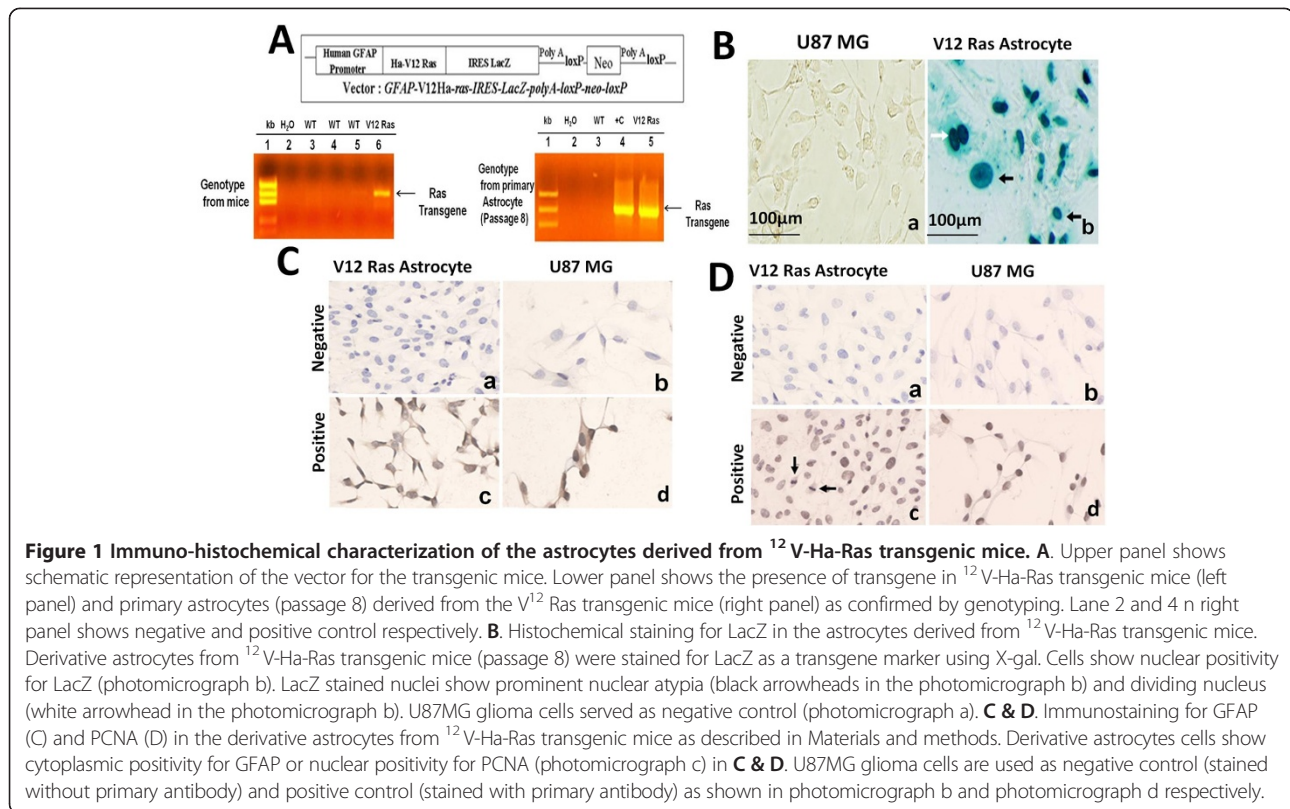 A
Human GFAP Promoter Ha-V12 Ras IRES LacZ Poly A loxP Neo Poly A loxP
Vector : GFAP-V12Ha-ras-IRES-LacZ-polyA-loxP-neo-loxP
kb H2O WT WT WT V12 Ras
1 2 3 4 5 6
Genotype from mice
Ras Transgene
kb H2O WT +C V12 Ras
1 2 3 4 5
Genotype from primary Astrocyte (Passage 8)
Ras Transgene
B
U87 MG V12 Ras Astrocyte
100µm a
100µm b
C
V12 Ras Astrocyte U87 MG
Negative
a b
Positive
c d
D
V12 Ras Astrocyte U87 MG
Negative
a b
Positive
c d
Figure 1 Immuno-histochemical characterization of the astrocytes derived from 12 V-Ha-Ras transgenic mice. A. Upper panel shows
schematic representation of the vector for the transgenic mice. Lower panel shows the presence of transgene in 12 V-Ha-Ras transgenic mice (left
panel) and primary astrocytes (passage 8) derived from the V12 Ras transgenic mice (right panel) as confirmed by genotyping. Lane 2 and 4 n right
panel shows negative and positive control respectively. B. Histochemical staining for LacZ in the astrocytes derived from 12 V-Ha-Ras transgenic mice.
Derivative astrocytes from 12 V-Ha-Ras transgenic mice (passage 8) were stained for LacZ as a transgene marker using X-gal. Cells show nuclear positivity
for LacZ (photomicrograph b). LacZ stained nuclei show prominent nuclear atypia (black arrowheads in the photomicrograph b) and dividing nucleus
(white arrowhead in the photomicrograph b). U87MG glioma cells served as negative control (photomicrograph a). C & D. Immunostaining for GFAP
(C) and PCNA (D) in the derivative astrocytes from 12 V-Ha-Ras transgenic mice as described in Materials and methods. Derivative astrocytes cells show
cytoplasmic positivity for GFAP or nuclear positivity for PCNA (photomicrograph c) in C & D. U87MG glioma cells are used as negative control (stained
without primary antibody) and positive control (stained with primary antibody) as shown in photomicrograph b and photomicrograph d respectively.